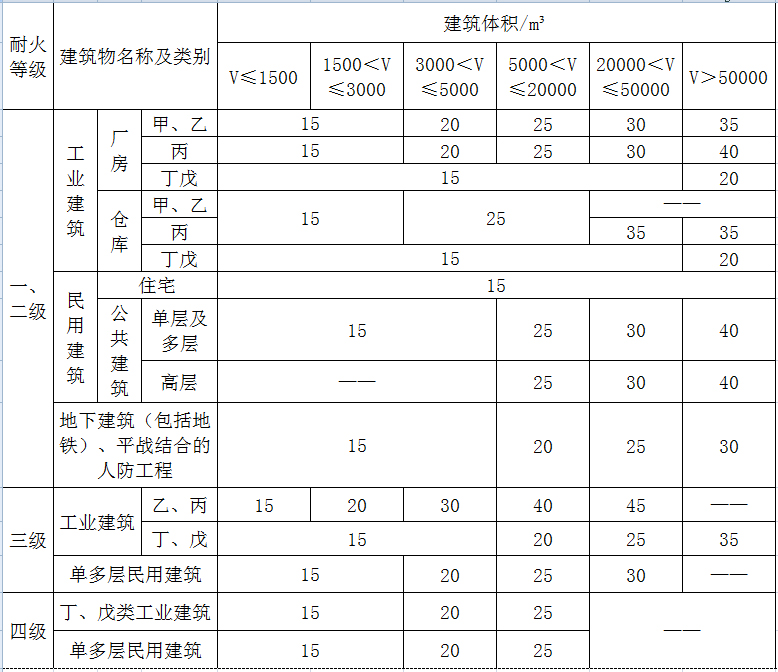 耐火等级 建筑物名称及类别 建筑体积/m³
V≤1500 1500＜V≤3000 3000＜V≤5000 5000＜V≤20000 20000＜V≤50000 V＞50000
一、二级 工业建筑 厂房 甲、乙 15 20 25 30 35
丙 15 20 25 30 40
丁戊 15 20
仓库 甲、乙 15 25 ——
丙 35 35
丁戊 15 20
民用建筑 住宅 15
公共建筑 单层及多层 15 25 30 40
高层 —— 25 30 40
地下建筑（包括地铁）、平战结合的人防工程 15 20 25 30
三级 工业建筑 乙、丙 15 20 30 40 45 ——
丁、戊 15 20 25 35
单多层民用建筑 15 20 25 30 ——
四级 丁、戊类工业建筑 15 20 25 ——
单多层民用建筑 15 20 25